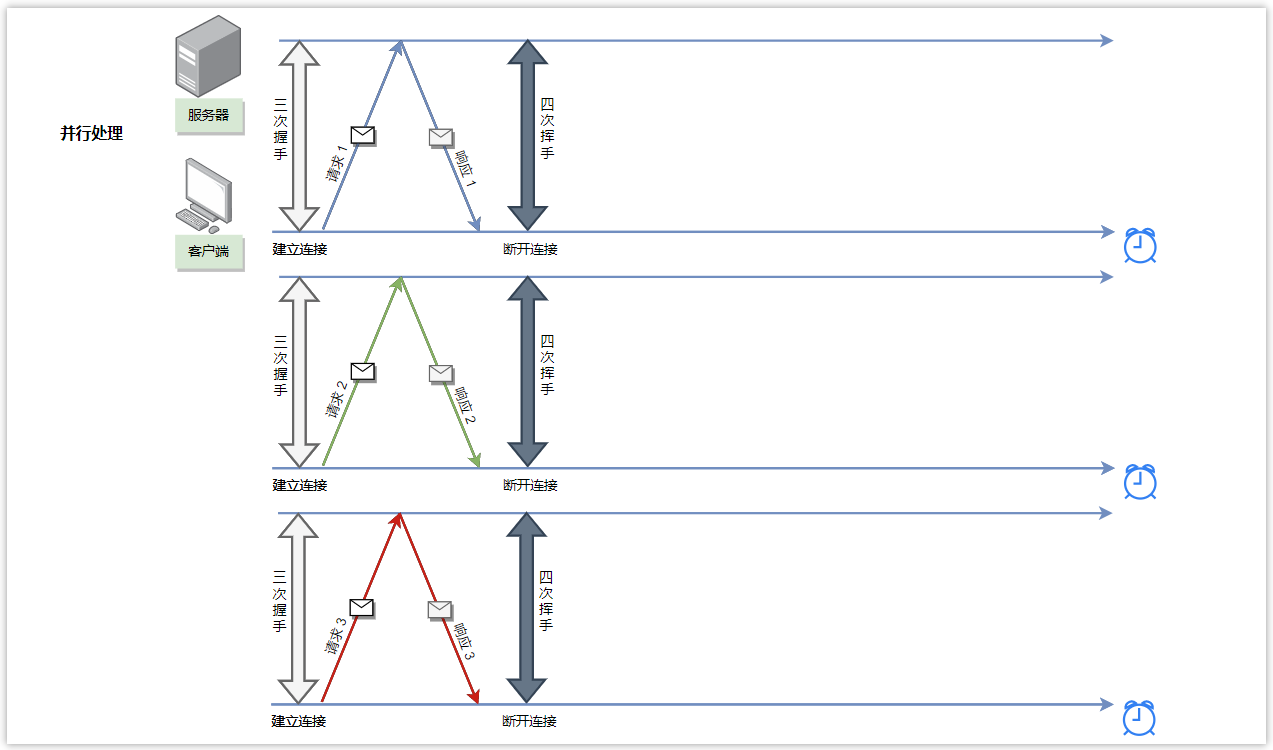 并行处理
服务器
客户端
三次握手
请求 1
响应 1
四次挥手
建立连接
断开连接
三次握手
请求 2
响应 2
四次挥手
建立连接
断开连接
三次握手
请求 3
响应 3
四次挥手
建立连接
断开连接